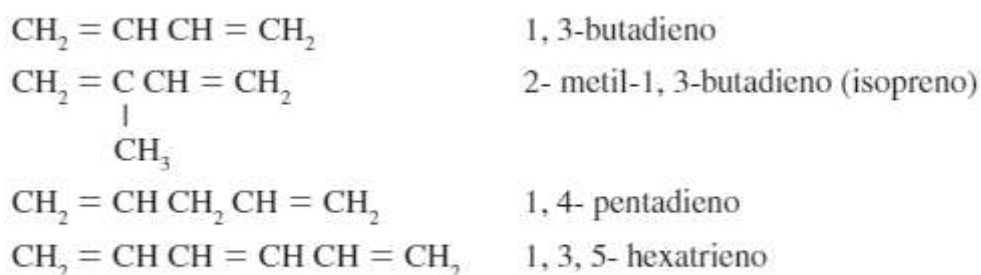 CH₂ = CH CH = CH₂ 1, 3-butadieno
CH₂ = C CH = CH₂ 2- metil-1, 3-butadieno (isopreno)
|
CH₃
CH₂ = CH CH₂ CH = CH₂ 1, 4- pentadieno
CH₂ = CH CH = CH CH = CH₂ 1, 3, 5- hexatrieno